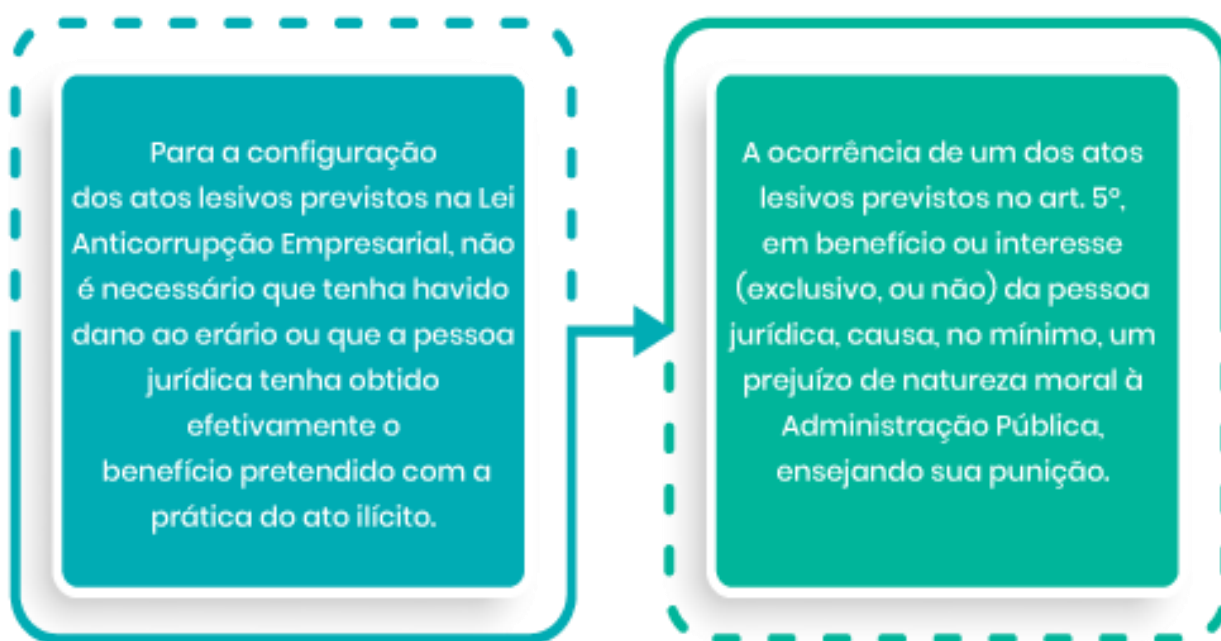 Para a configuração
dos atos lesivos previstos na Lei
Anticorrupção Empresarial, não
é necessário que tenha havido
dano ao erário ou que a pessoa
jurídica tenha obtido
efetivamente o
benefício pretendido com a
prática do ato ilícito.
A ocorrência de um dos atos
lesivos previstos no art. 5º,
em benefício ou interesse
(exclusivo, ou não) da pessoa
jurídica, causa, no mínimo, um
prejuízo de natureza moral à
Administração Pública,
ensejando sua punição.